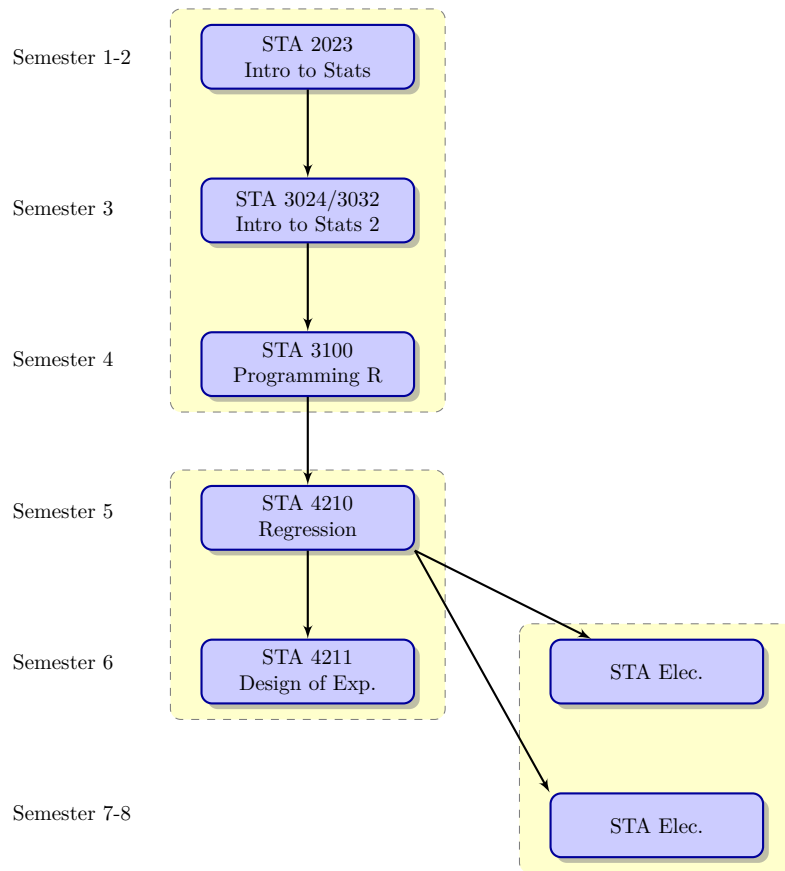 Semester 1-2
STA 2023
Intro to Stats
Semester 3
STA 3024/3032
Intro to Stats 2
Semester 4
STA 3100
Programming R
Semester 5
STA 4210
Regression
Semester 6
STA 4211
Design of Exp.
STA Elec.
Semester 7-8
STA Elec.